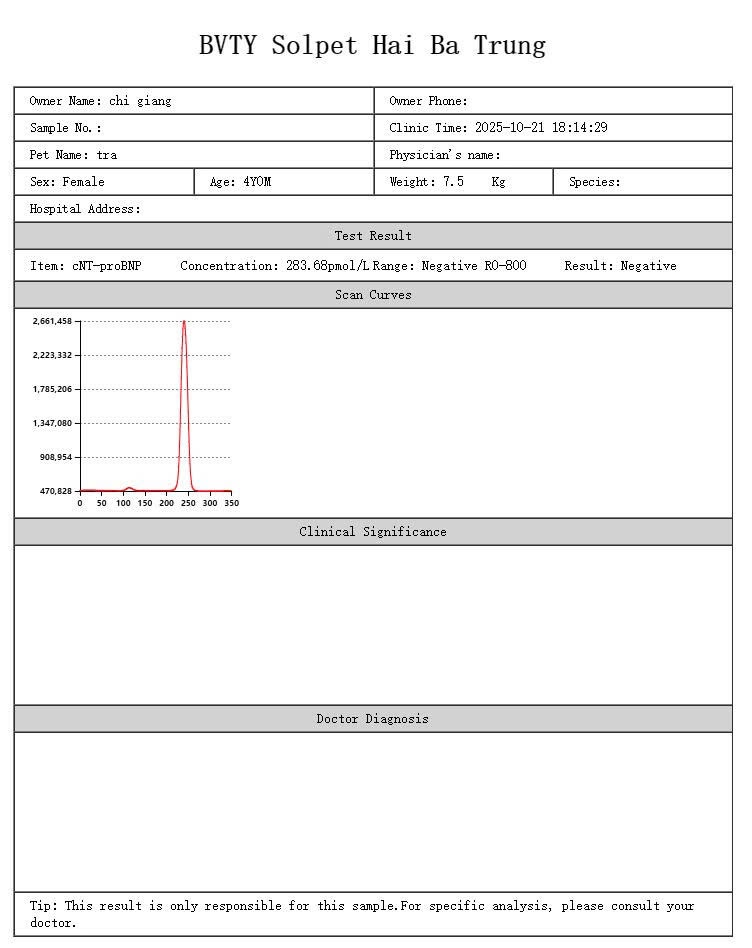 BVTY Solpet Hai Ba Trung
Owner Name: chi giang
Owner Phone:
Sample No.:
Clinic Time: 2025-10-21 18:14:29
Pet Name: tra
Physician's name:
Sex: Female
Age: 4Y0M
Weight: 7.5 Kg
Species:
Hospital Address:
Test Result
Item: cNT-proBNP Concentration: 283.68pmol/L Range: Negative R0-800 Result: Negative
Scan Curves
2,661,458
2,223,332
1,785,206
1,347,080
908,954
470,828
0 50 100 150 200 250 300 350
Clinical Significance
Doctor Diagnosis
Tip: This result is only responsible for this sample.For specific analysis, please consult your
doctor.